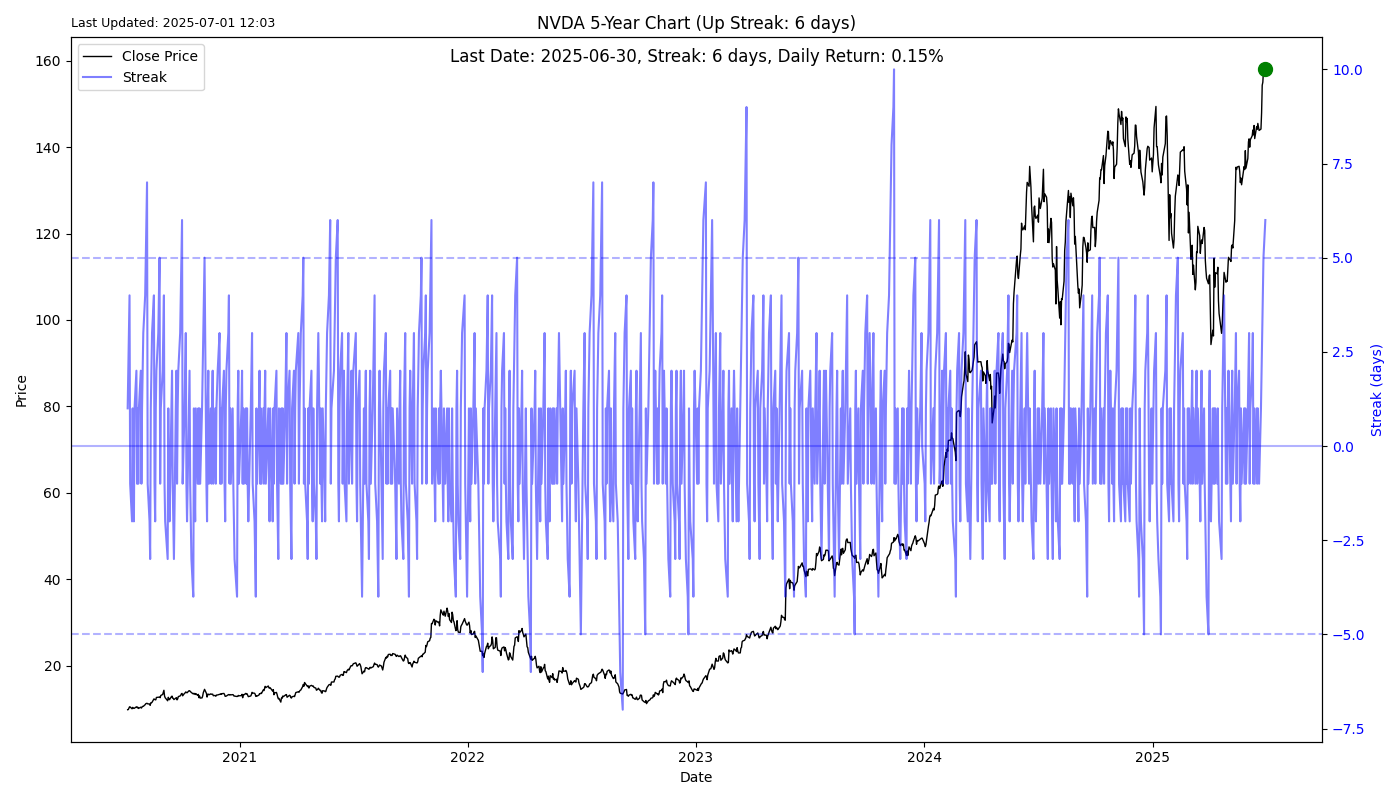 Last Updated: 2025-07-01 12:03
NVDA 5-Year Chart (Up Streak: 6 days)
Last Date: 2025-06-30, Streak: 6 days, Daily Return: 0.15%
Close Price
Streak
Price
160
140
120
100
80
60
40
20
10.0
7.5
5.0
2.5
0.0
−2.5
−5.0
−7.5
Streak (days)
2021
2022
2023
2024
2025
Date